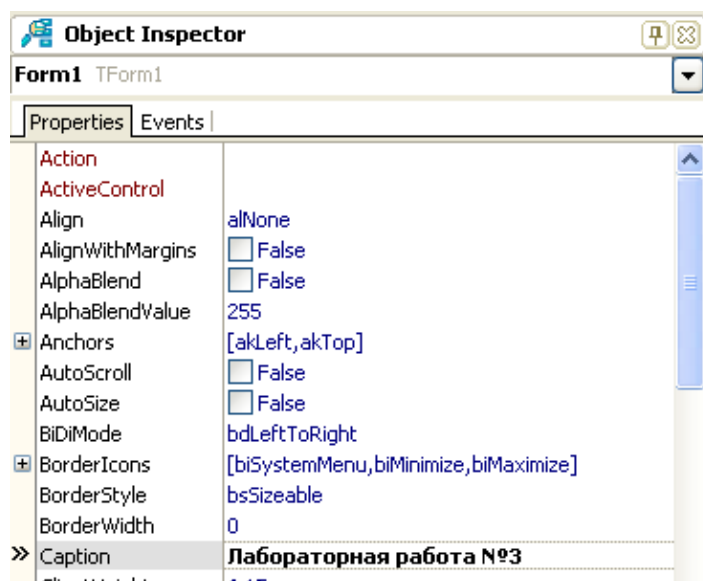 Object Inspector
Form1 TForm1
Properties Events
Action
ActiveControl
Align alNone
AlignWithMargins False
AlphaBlend False
AlphaBlendValue 255
Anchors [akLeft,akTop]
AutoScroll False
AutoSize False
BiDiMode bdLeftToRight
BorderIcons [biSystemMenu,biMinimize,biMaximize]
BorderStyle bsSizeable
BorderWidth 0
Caption Лабораторная работа №3